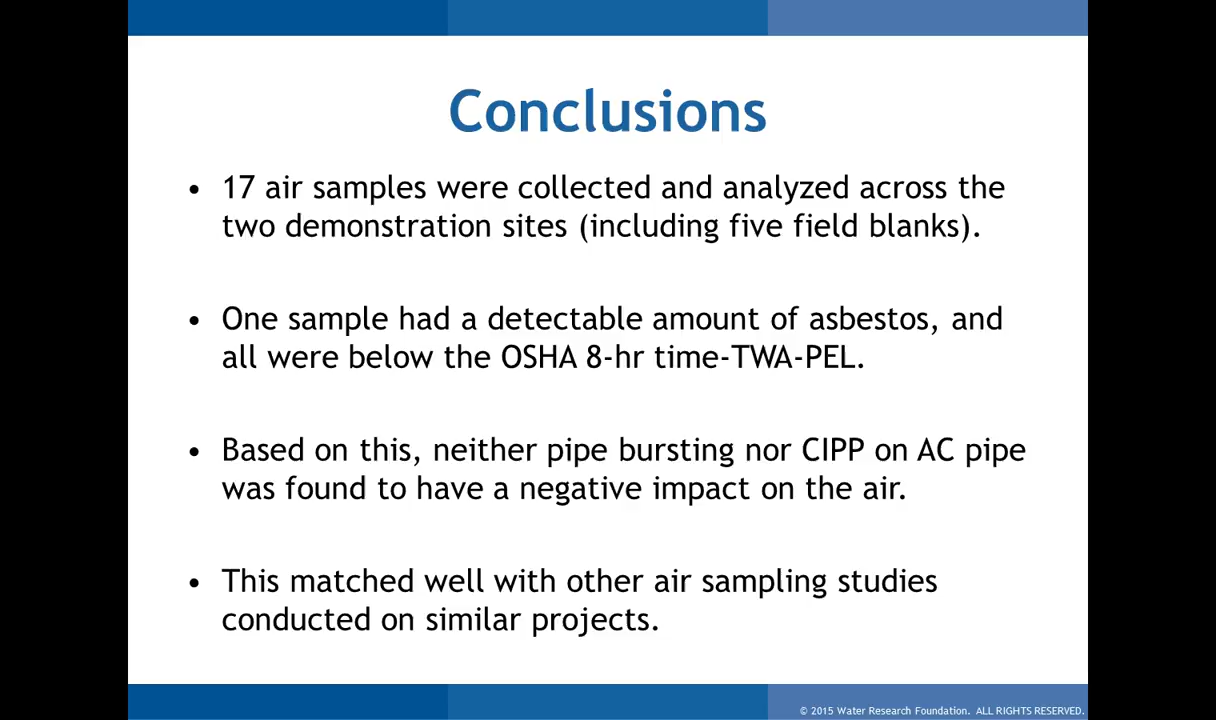 Conclusions
• 17 air samples were collected and analyzed across the
two demonstration sites (including five field blanks).
• One sample had a detectable amount of asbestos, and
all were below the OSHA 8-hr time-TWA-PEL.
• Based on this, neither pipe bursting nor CIPP on AC pipe
was found to have a negative impact on the air.
• This matched well with other air sampling studies
conducted on similar projects.
© 2015 Water Research Foundation. ALL RIGHTS RESERVED.